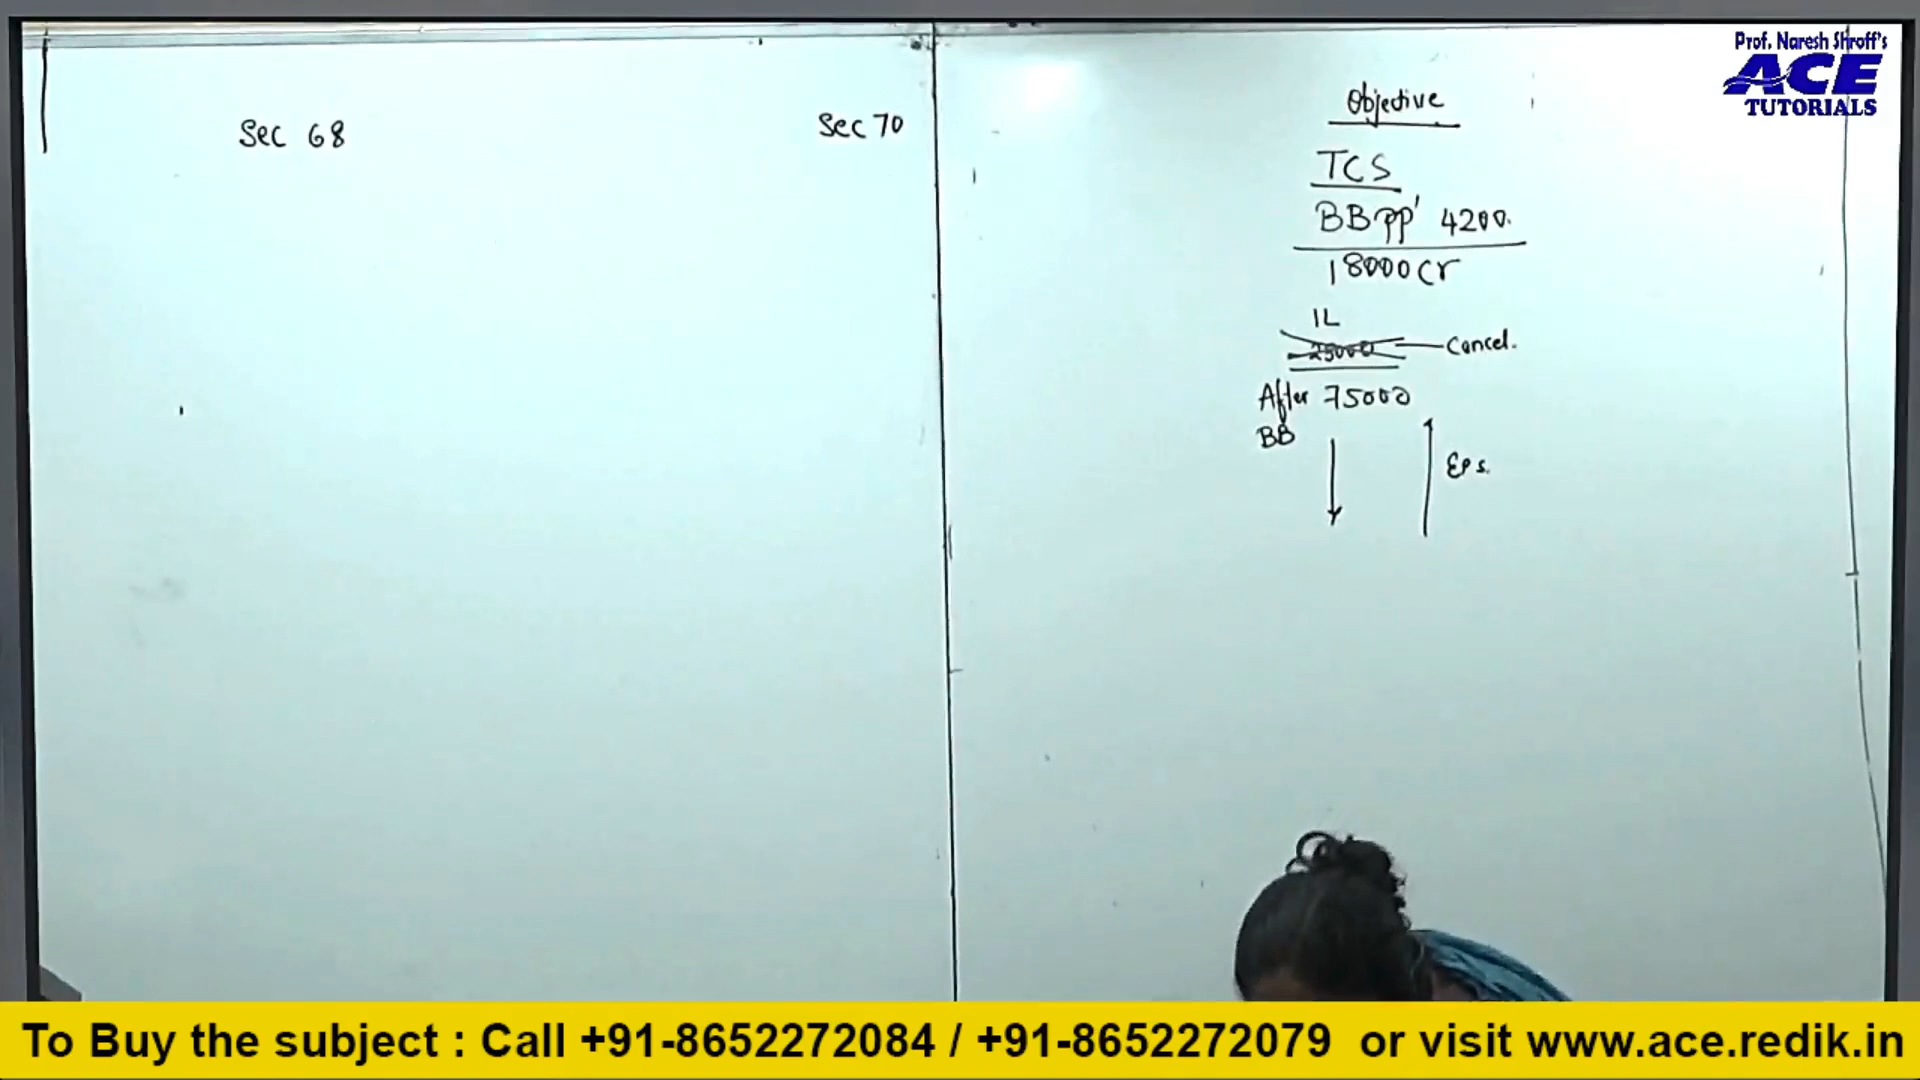 Prof. Naresh Shroff's
ACE
TUTORIALS
Sec 68
Sec 70
Objective
TCS
BB pp' 4200.
18000 Cr
1L
25000 Cancel.
After 75000
BB
EPS.
To Buy the subject : Call +91-8652272084 / +91-8652272079 or visit www.ace.redik.in